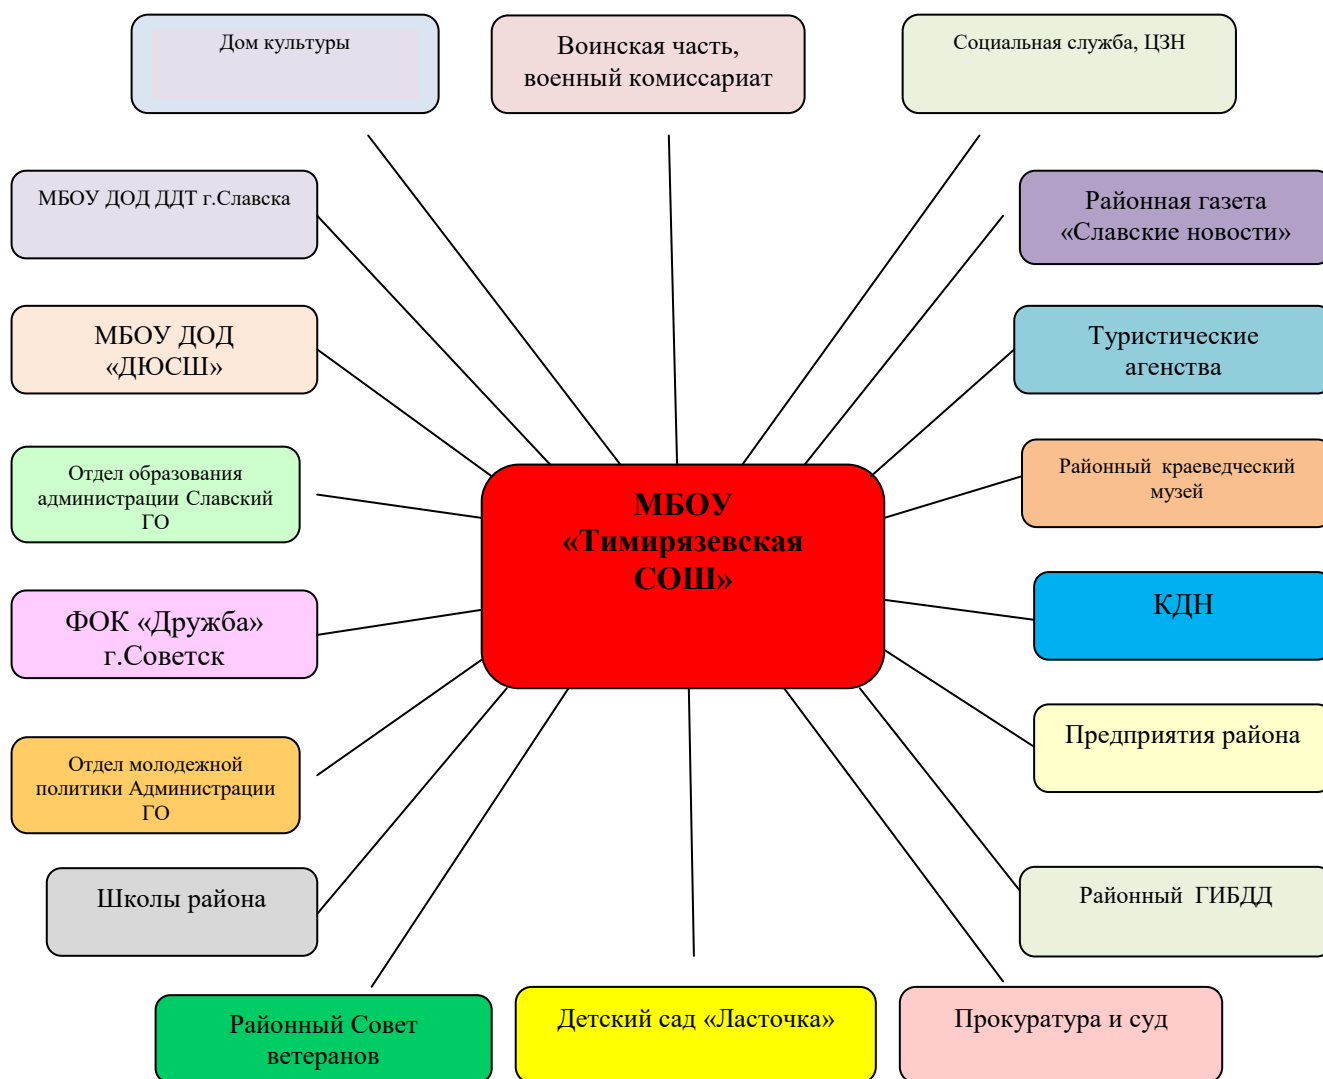 Дом культуры
Воинская часть,
военный комиссариат
Социальная служба, ЦЗН
МБОУ ДОД ДДТ г.Славска
Районная газета
«Славские новости»
МБОУ ДОД
«ДЮСШ»
Туристические
агенства
Отдел образования
администрации Славский
ГО
МБОУ
«Тимирязевская
СОШ»
Районный краеведческий
музей
ФОК «Дружба»
г.Советск
КДН
Отдел молодежной
политики Администрации
ГО
Предприятия района
Школы района
Районный ГИБДД
Районный Совет
ветеранов
Детский сад «Ласточка»
Прокуратура и суд